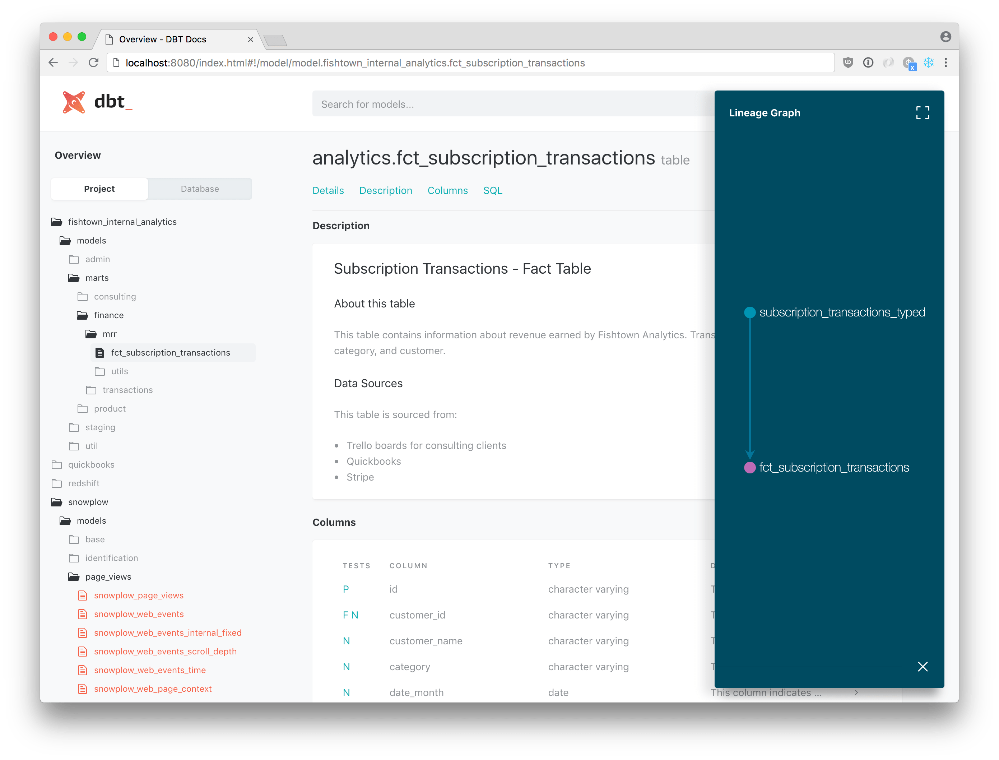 Overview - DBT Docs
localhost:8080/index.html#!/model/model.fishtown_internal_analytics.fct_subscription_transactions
dbt_
Search for models...
Overview
Project
Database
fishtown_internal_analytics
models
admin
marts
consulting
finance
mrr
fct_subscription_transactions
utils
transactions
product
staging
util
quickbooks
redshift
snowplow
models
base
identification
page_views
snowplow_page_views
snowplow_web_events
snowplow_web_events_internal_fixed
snowplow_web_events_scroll_depth
snowplow_web_events_time
snowplow_web_page_context
analytics.fct_subscription_transactions table
Details Description Columns SQL
Description
Subscription Transactions - Fact Table
About this table
This table contains information about revenue earned by Fishtown Analytics.
category, and customer.
Data Sources
This table is sourced from:
• Trello boards for consulting clients
• Quickbooks
• Stripe
Columns
TESTS COLUMN TYPE
P id character varying
F N customer_id character varying
N customer_name character varying
N category character varying
N date_month date This column indicates ...
Lineage Graph
subscription_transactions_typed
fct_subscription_transactions